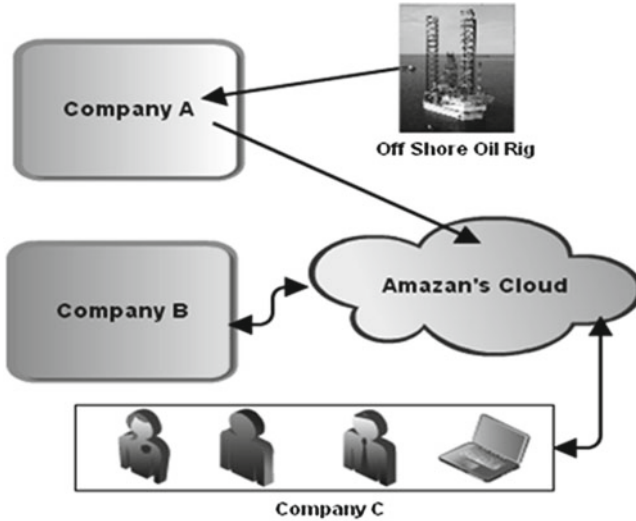 Company A
Off Shore Oil Rig
Amazan's Cloud
Company B
Company C